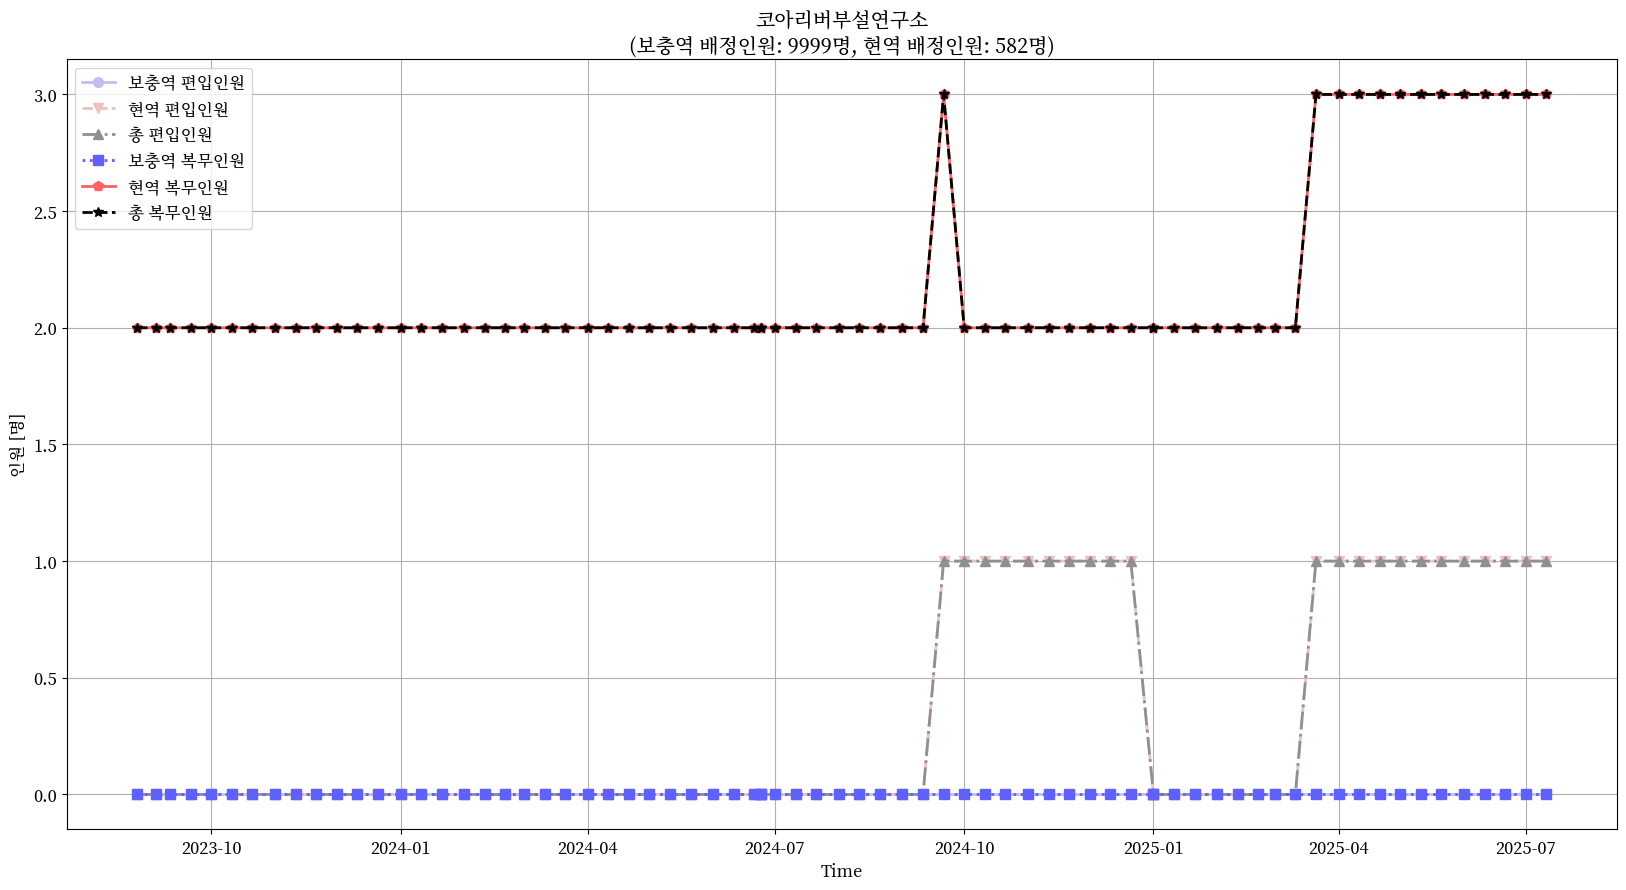 코아리버부설연구소
(보충역 배정인원: 9999명, 현역 배정인원: 582명)
보충역 편입인원
현역 편입인원
총 편입인원
보충역 복무인원
현역 복무인원
총 복무인원
3.0
2.5
2.0
1.5
1.0
0.5
0.0
인원 [명]
2023-10
2024-01
2024-04
2024-07
2024-10
2025-01
2025-04
2025-07
Time